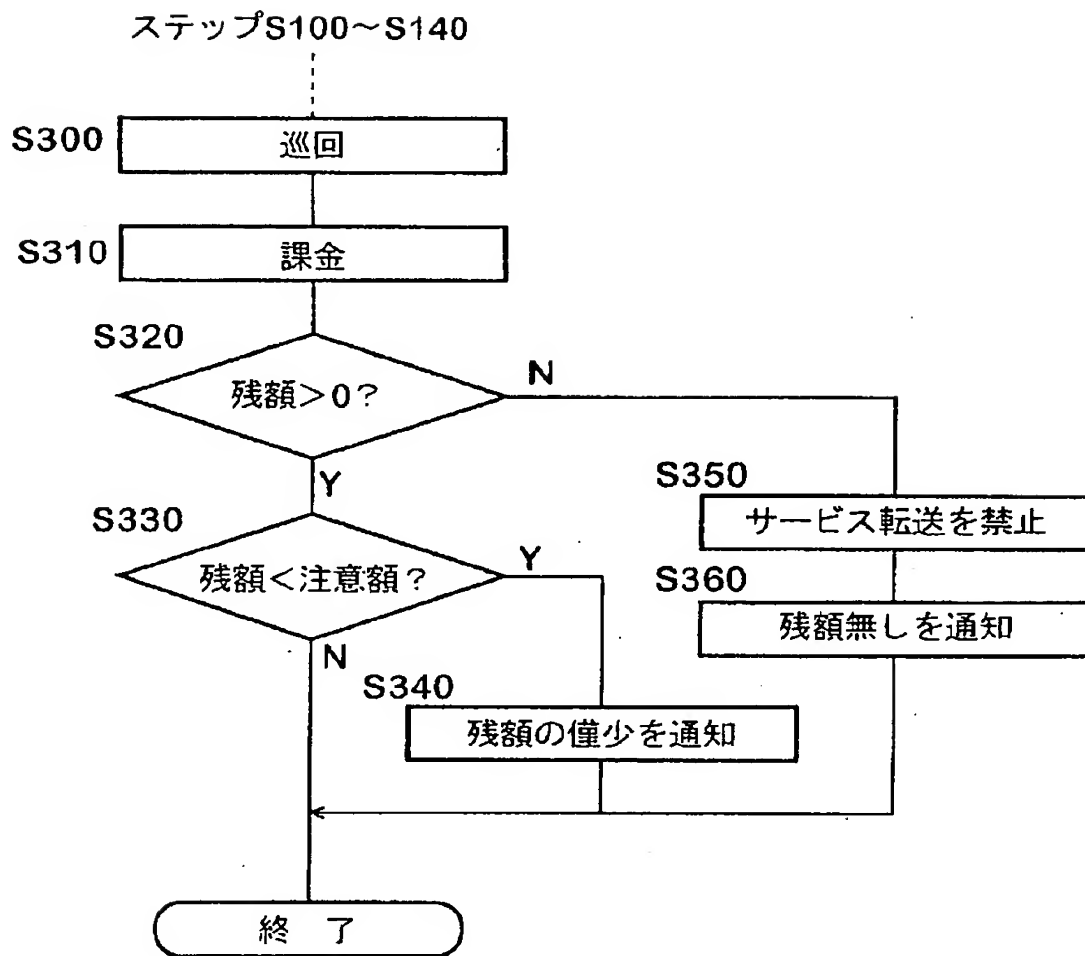 ステップS100～S140
S300
巡回
S310
課金
S320
残額＞0？
N
Y
S330
残額＜注意額？
Y
N
S350
サービス転送を禁止
S360
残額無しを通知
S340
残額の僅少を通知
終 了